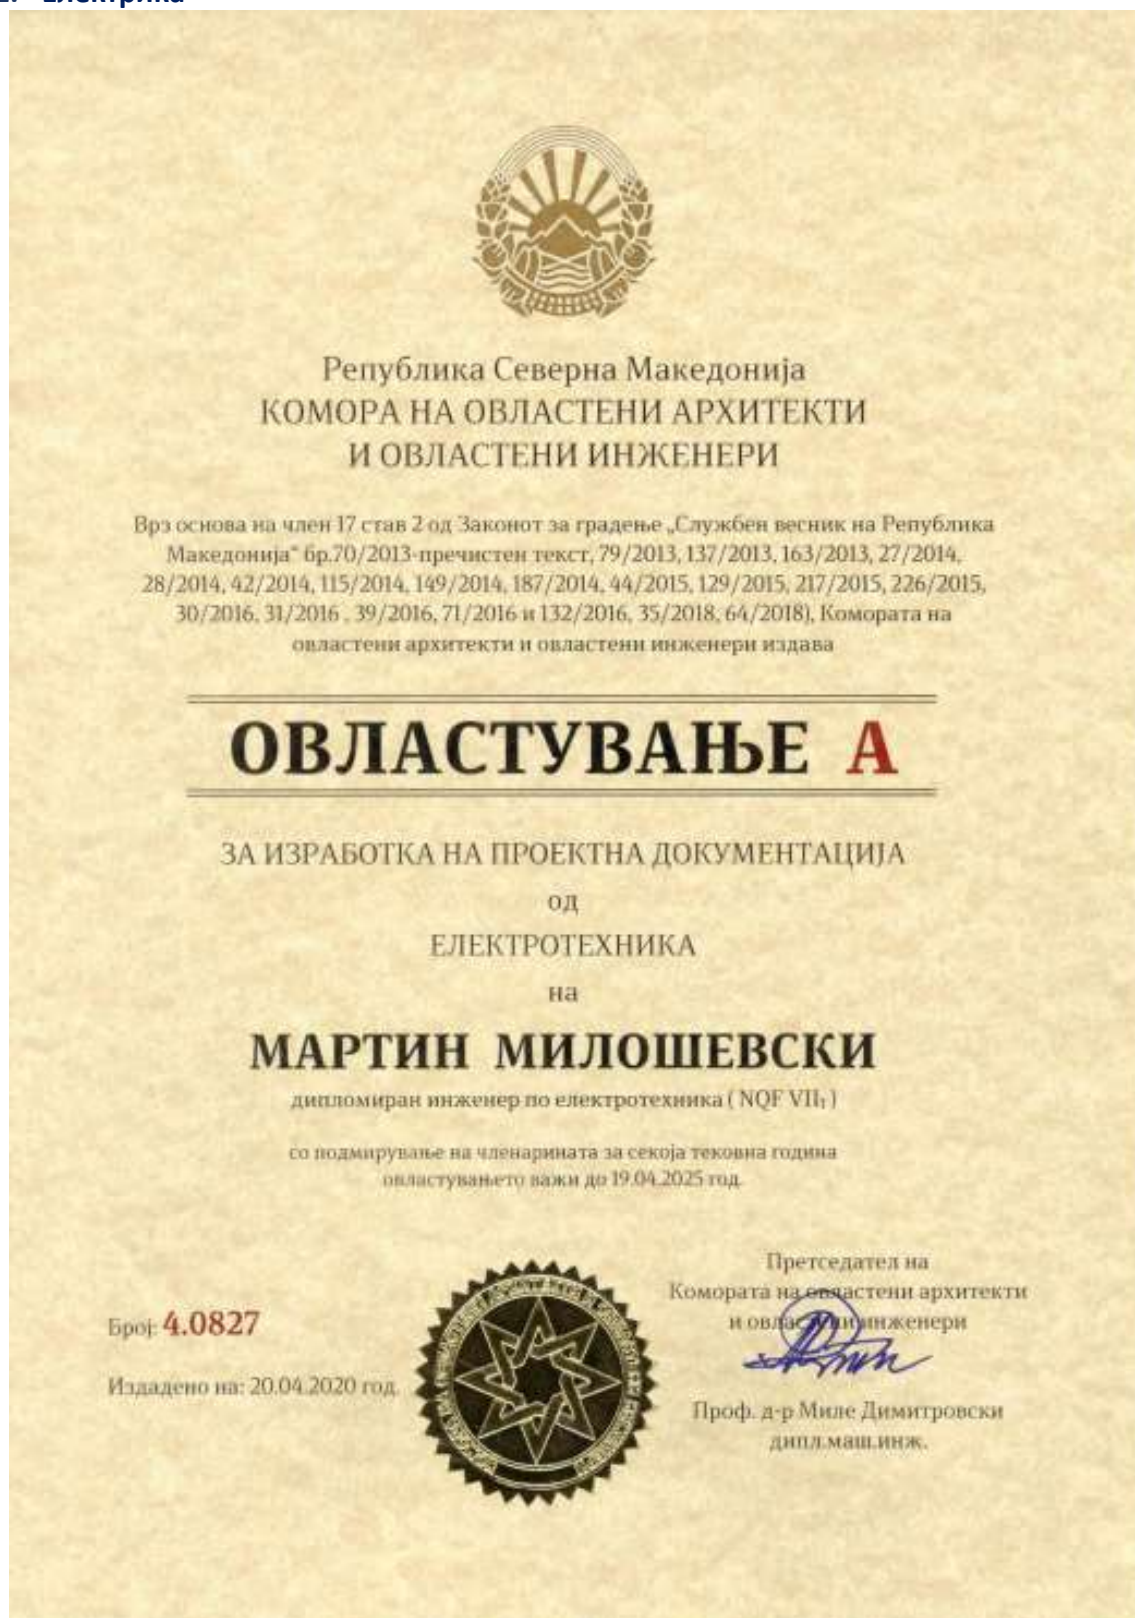 Електрика
Република Северна Македонија
КОМОРА НА ОВЛАСТЕНИ АРХИТЕКТИ
И ОВЛАСТЕНИ ИНЖЕНЕРИ
Врз основа на член 17 став 2 од Законот за градење „Службен весник на Република
Македонија“ бр.70/2013-пречистен текст, 79/2013, 137/2013, 163/2013, 27/2014,
28/2014, 42/2014, 115/2014, 149/2014, 187/2014, 44/2015, 129/2015, 217/2015, 226/2015,
30/2016, 31/2016 , 39/2016, 71/2016 и 132/2016, 35/2018, 64/2018), Комората на
овластени архитекти и овластени инженери издава
ОВЛАСТУВАЊЕ А
ЗА ИЗРАБОТКА НА ПРОЕКТНА ДОКУМЕНТАЦИЈА
од
ЕЛЕКТРОТЕХНИКА
на
МАРТИН МИЛОШЕВСКИ
дипломиран инженер по електротехника ( NQF VII₁ )
со подмирување на членарината за секоја тековна година
овластувањето важи до 19.04.2025 год.
Претседател на
Комората на овластени архитекти
и овластени инженери
Број: 4.0827
Издадено на: 20.04.2020 год.
Проф. д-р Миле Димитровски
дипл.маш.инж.